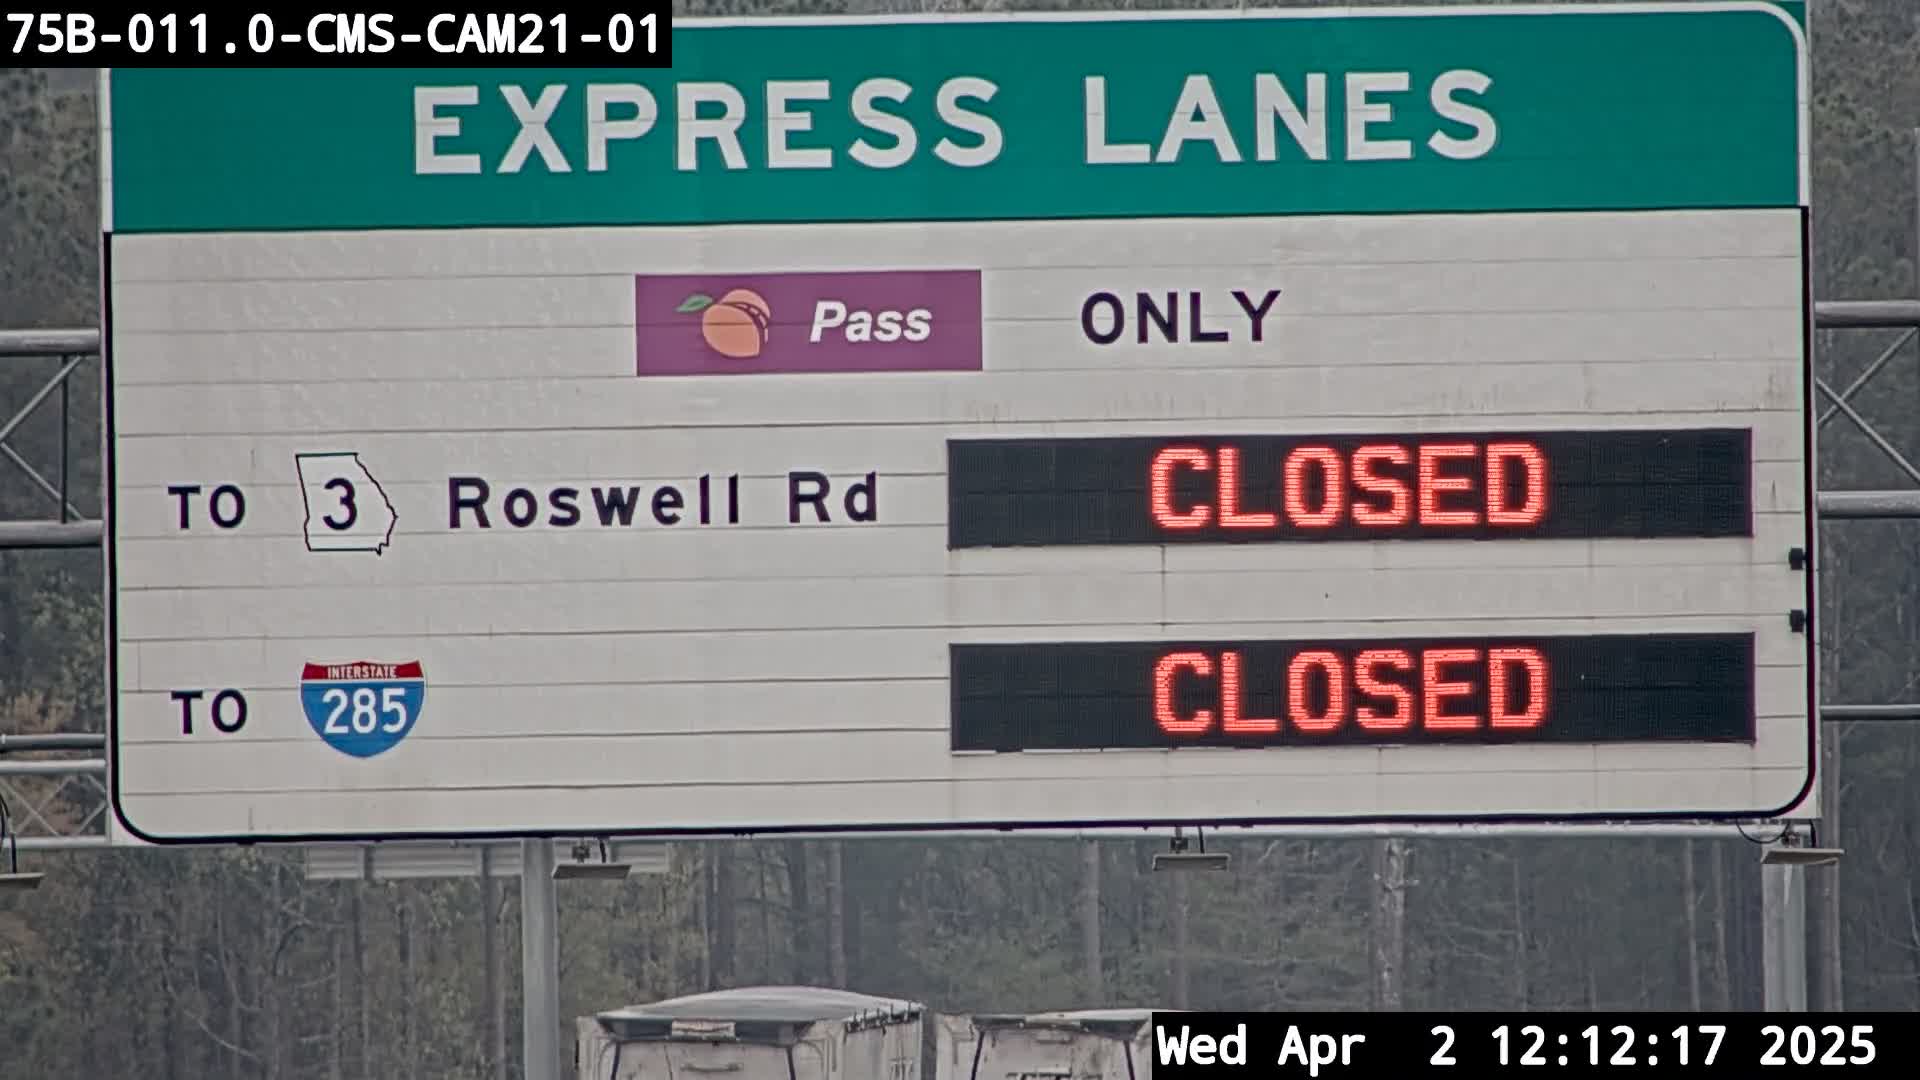 75B-011.0-CMS-CAM21-01
EXPRESS LANES
Pass ONLY
TO 3 Roswell Rd CLOSED
INTERSTATE
TO 285 CLOSED
Wed Apr 2 12:12:17 2025